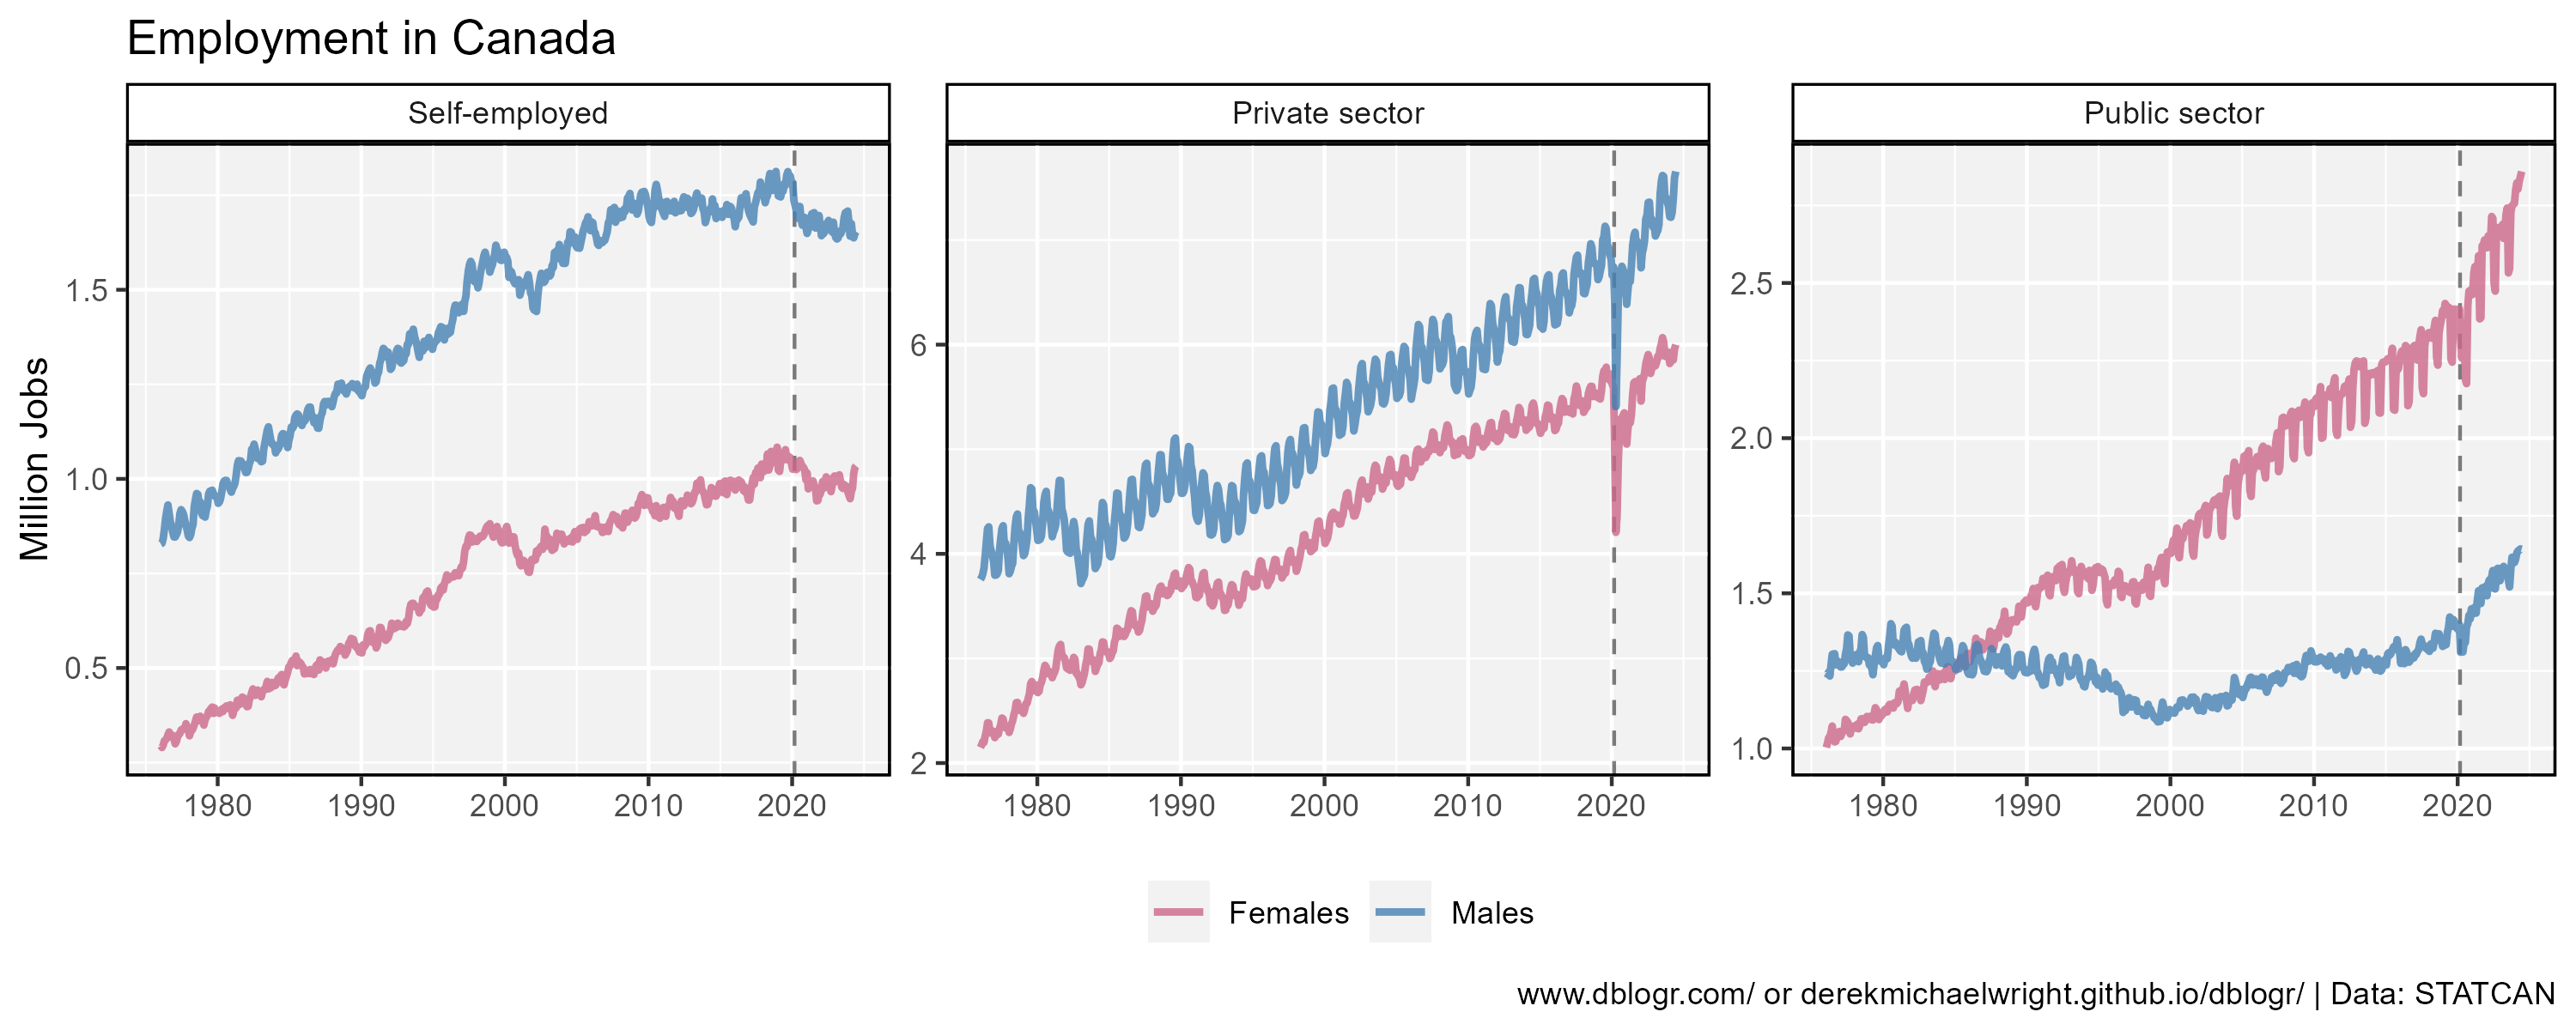 Employment in Canada
Self-employed
Private sector
Public sector
Million Jobs
1.5
1.0
0.5
6
4
2
2.5
2.0
1.5
1.0
1980 1990 2000 2010 2020
1980 1990 2000 2010 2020
1980 1990 2000 2010 2020
Females
Males
www.dblogr.com/ or derekmichaelwright.github.io/dblogr/ | Data: STATCAN